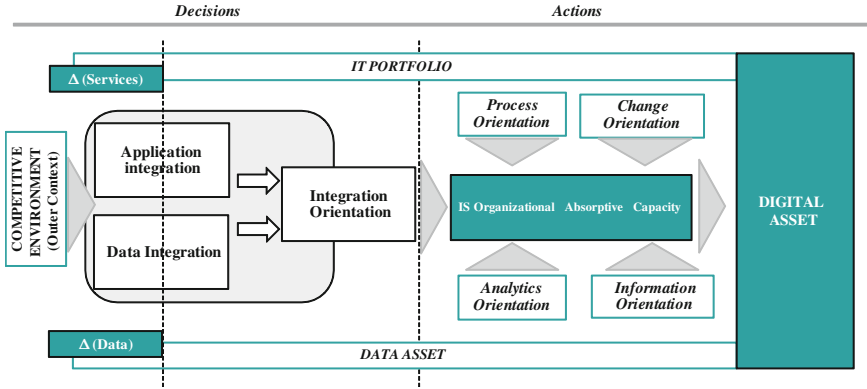 Decisions
Actions
IT PORTFOLIO
Δ (Services)
Process
Orientation
Change
Orientation
COMPETITIVE
ENVIRONMENT
(Outer Context)
Application
integration
Integration
Orientation
Data Integration
IS Organizational Absorptive Capacity
DIGITAL
ASSET
Analytics
Orientation
Information
Orientation
Δ (Data)
DATA ASSET